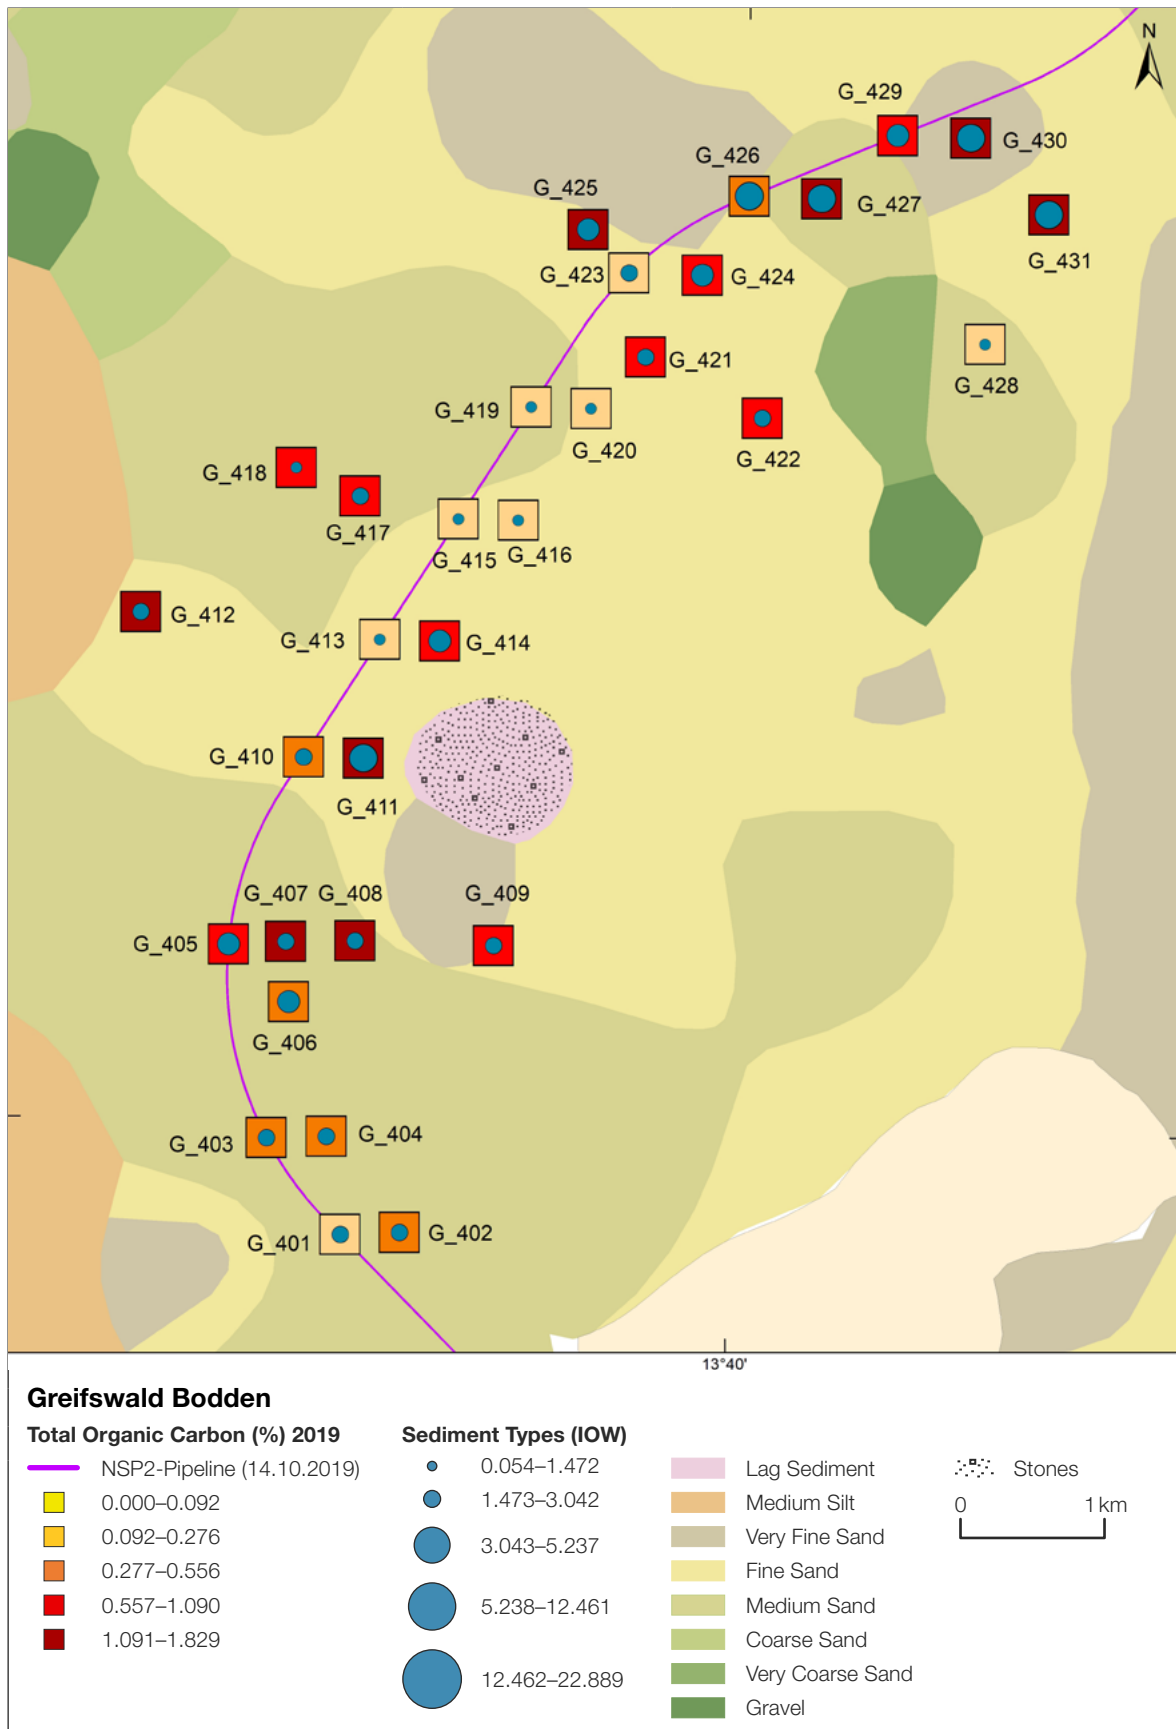 N
G_429
G_430
G_426
G_425
G_427
G_431
G_423
G_424
G_421
G_428
G_419
G_420
G_422
G_418
G_417
G_415
G_416
G_412
G_413
G_414
G_410
G_411
G_407
G_408
G_409
G_405
G_406
G_403
G_404
G_401
G_402
13°40'
Greifswald Bodden
Total Organic Carbon (%) 2019
NSP2-Pipeline (14.10.2019)
0.000–0.092
0.092–0.276
0.277–0.556
0.557–1.090
1.091–1.829
Sediment Types (IOW)
0.054–1.472
1.473–3.042
3.043–5.237
5.238–12.461
12.462–22.889
Lag Sediment
Medium Silt
Very Fine Sand
Fine Sand
Medium Sand
Coarse Sand
Very Coarse Sand
Gravel
Stones
0 1 km